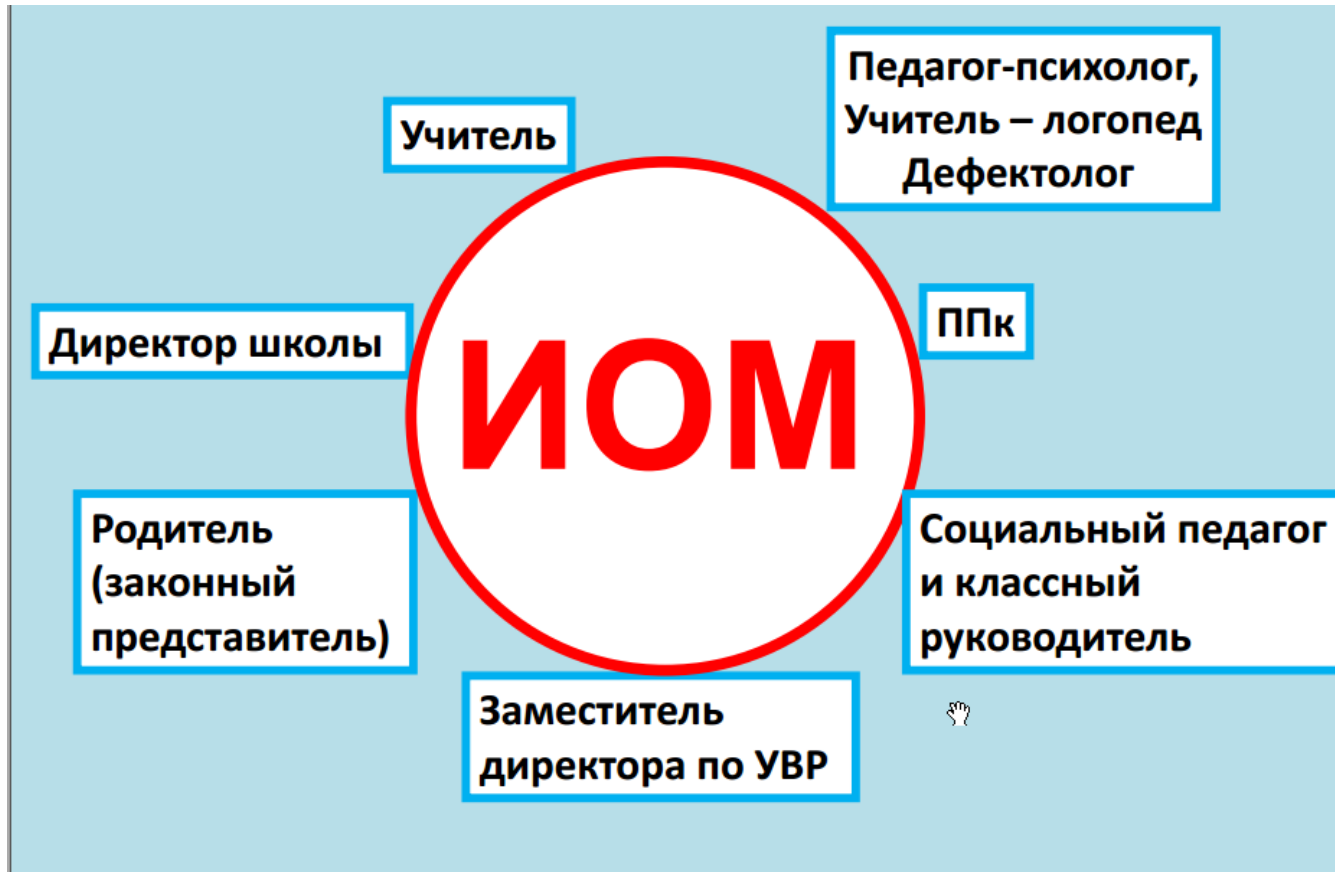 Педагог-психолог,
Учитель – логопед
Дефектолог
Учитель
ППк
Директор школы
ИОМ
Родитель
(законный
представитель)
Социальный педагог
и классный
руководитель
Заместитель
директора по УВР